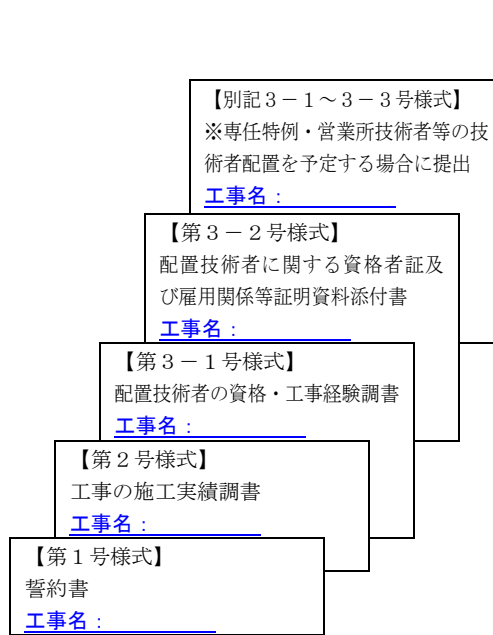 【別記３－１～３－３号様式】
※専任特例・営業所技術者等の技
術者配置を予定する場合に提出
工事名：
【第３－２号様式】
配置技術者に関する資格者証及
び雇用関係等証明資料添付書
工事名：
【第３－１号様式】
配置技術者の資格・工事経験調書
工事名：
【第２号様式】
工事の施工実績調書
工事名：
【第１号様式】
誓約書
工事名：